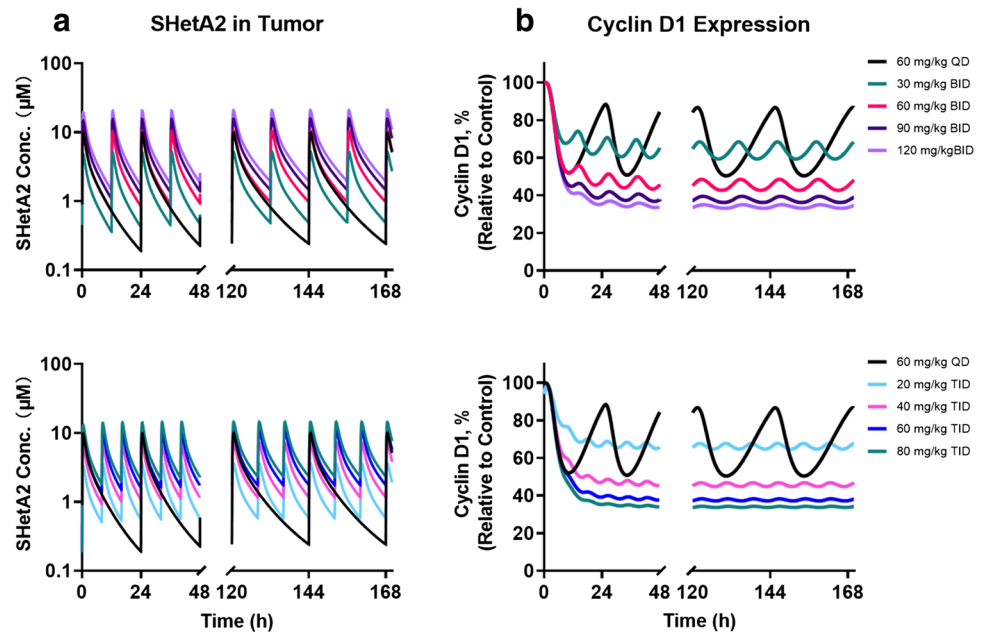 a
SHetA2 in Tumor
SHetA2 Conc. (µM)
100
10
1
0.1
0 24 48 120 144 168
b
Cyclin D1 Expression
Cyclin D1, %
(Relative to Control)
100
80
60
40
20
0
0 24 48 120 144 168
60 mg/kg QD
30 mg/kg BID
60 mg/kg BID
90 mg/kg BID
120 mg/kgBID
SHetA2 Conc. (µM)
100
10
1
0.1
0 24 48 120 144 168
Time (h)
Cyclin D1, %
(Relative to Control)
100
80
60
40
20
0
0 24 48 120 144 168
Time (h)
60 mg/kg QD
20 mg/kg TID
40 mg/kg TID
60 mg/kg TID
80 mg/kg TID